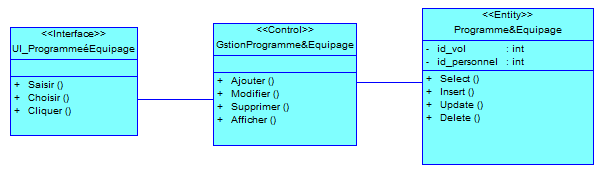 <<Interface>>
UI_ProgrammeéEquipage
+ Saisir ()
+ Choisir ()
+ Cliquer ()
<<Control>>
GstionProgramme&Equipage
+ Ajouter ()
+ Modifier ()
+ Supprimer ()
+ Afficher ()
<<Entity>>
Programme&Equipage
- id_vol : int
- id_personnel : int
+ Select ()
+ Insert ()
+ Update ()
+ Delete ()